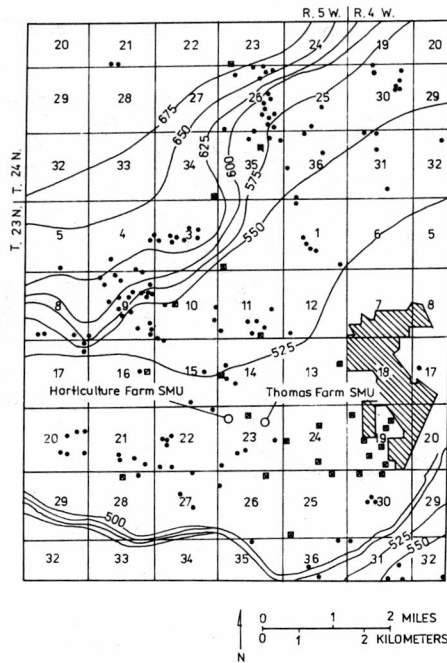 R. 5 W. R. 4 W.
20 21 22 23 24 19 20
29 28 27 26 25 30 29
675
650
625
600
575
550
32 33 34 35 36 31 32
T. 24 N.
T. 23 N.
5 4 3 1 6 5
8 9 10 11 12 7 8
525
17 16 15 14 13 18 17
Horticulture Farm SMU Thomas Farm SMU
20 21 22 23 24 19 20
29 28 27 26 25 30 29
500
525
550
32 33 34 35 36 31 32
N
0 1 2 MILES
0 1 2 KILOMETERS